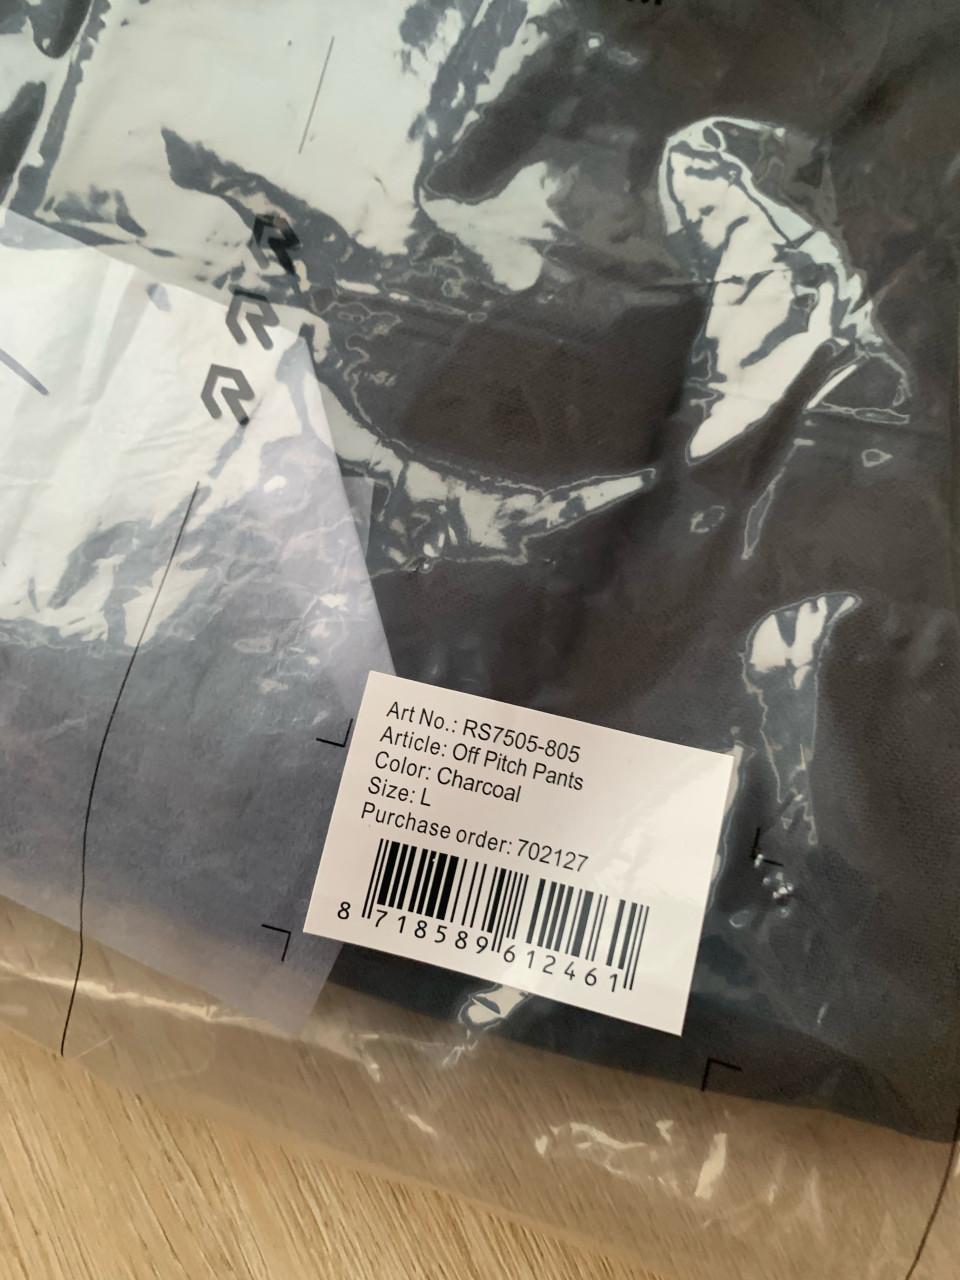 Art No.: RS7505-805
Article: Off Pitch Pants
Color: Charcoal
Size: L
Purchase order: 702127
8 718589 612461